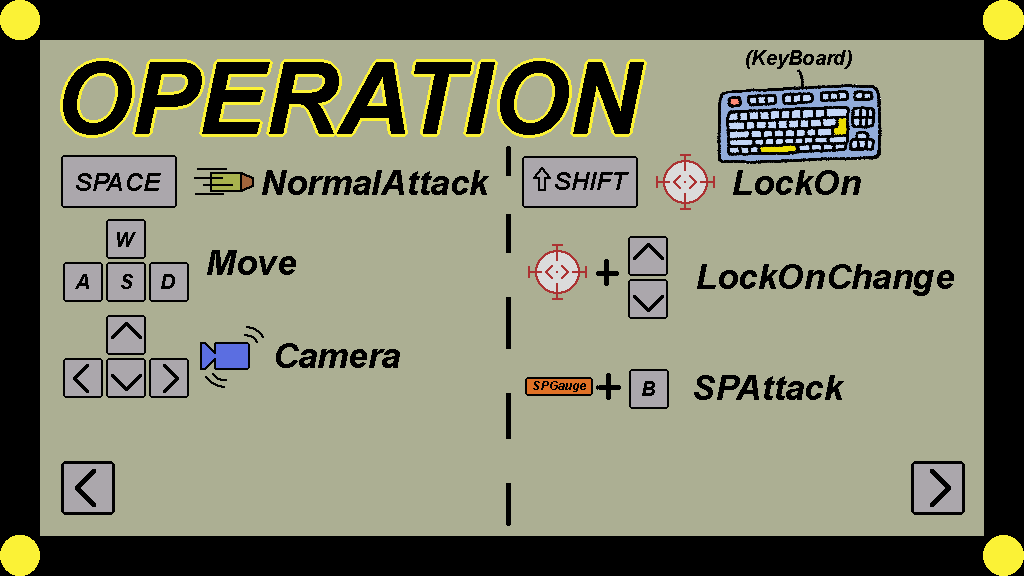 OPERATION
(KeyBoard)
SPACE
NormalAttack
W
A
S
D
Move
Camera
SHIFT
LockOn
+
LockOnChange
SPGauge
+
B
SPAttack